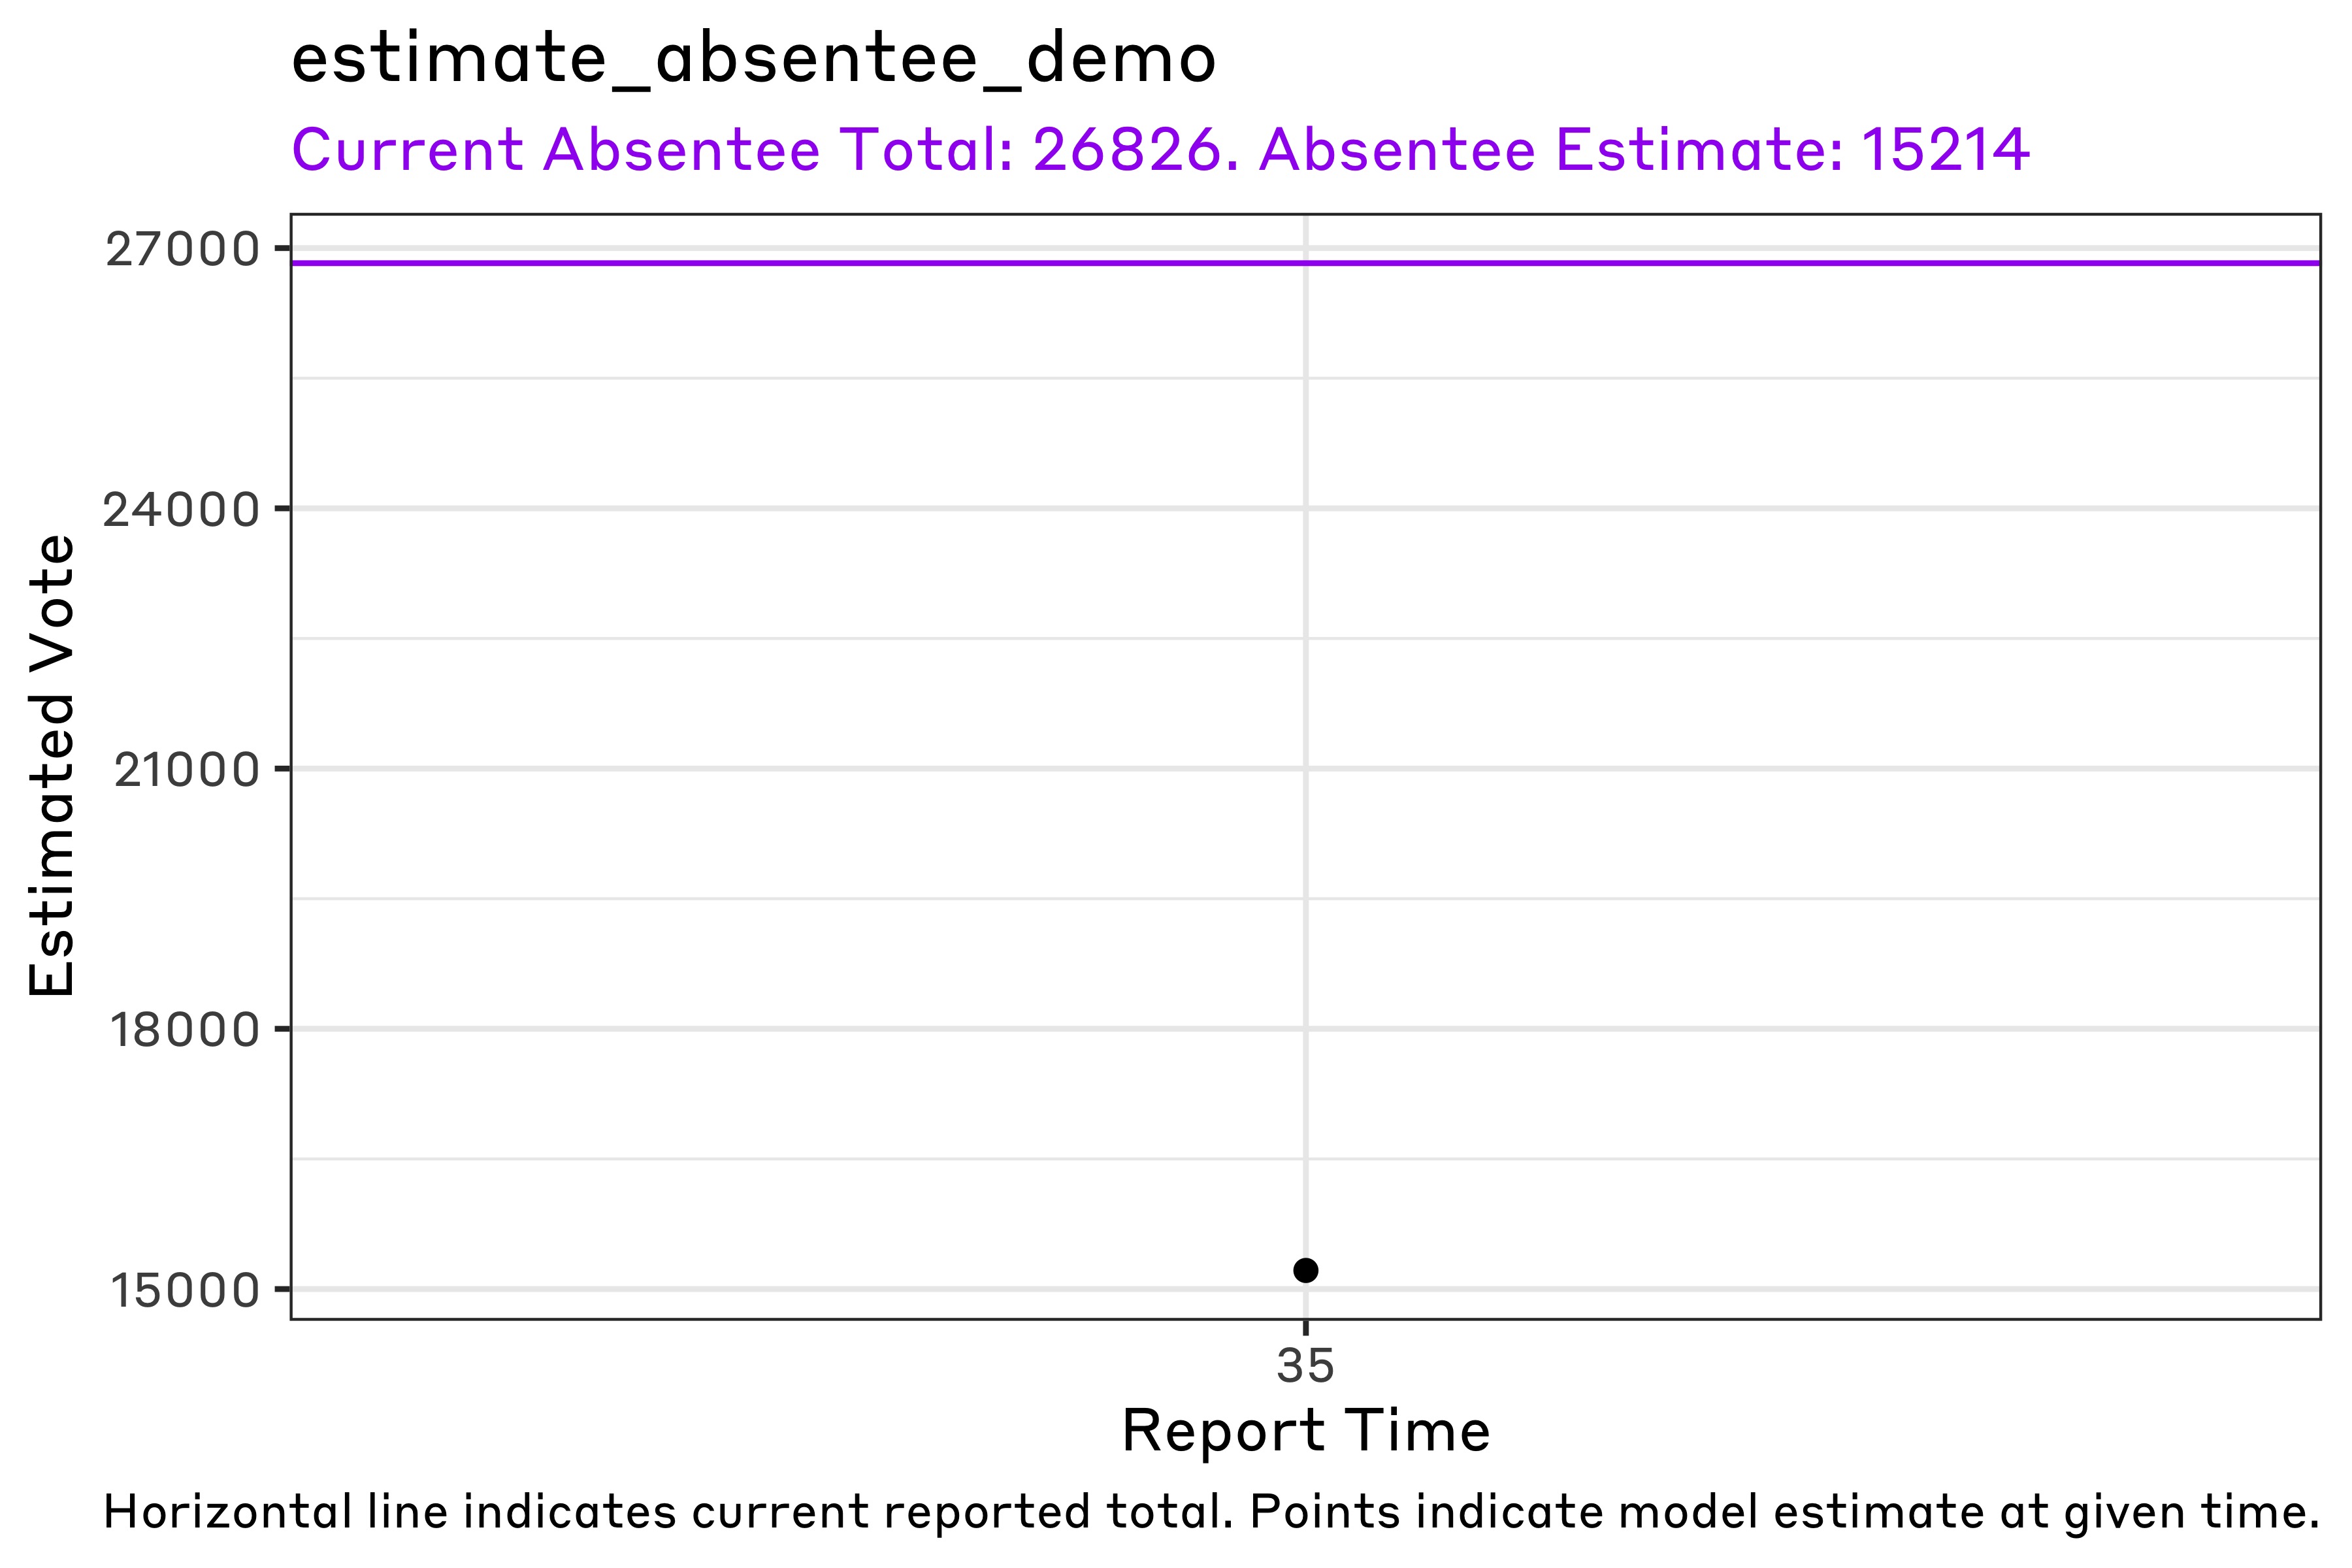 estimate_absentee_demo
Current Absentee Total: 26826. Absentee Estimate: 15214
27000
24000
21000
18000
15000
Estimated Vote
35
Report Time
Horizontal line indicates current reported total. Points indicate model estimate at given time.